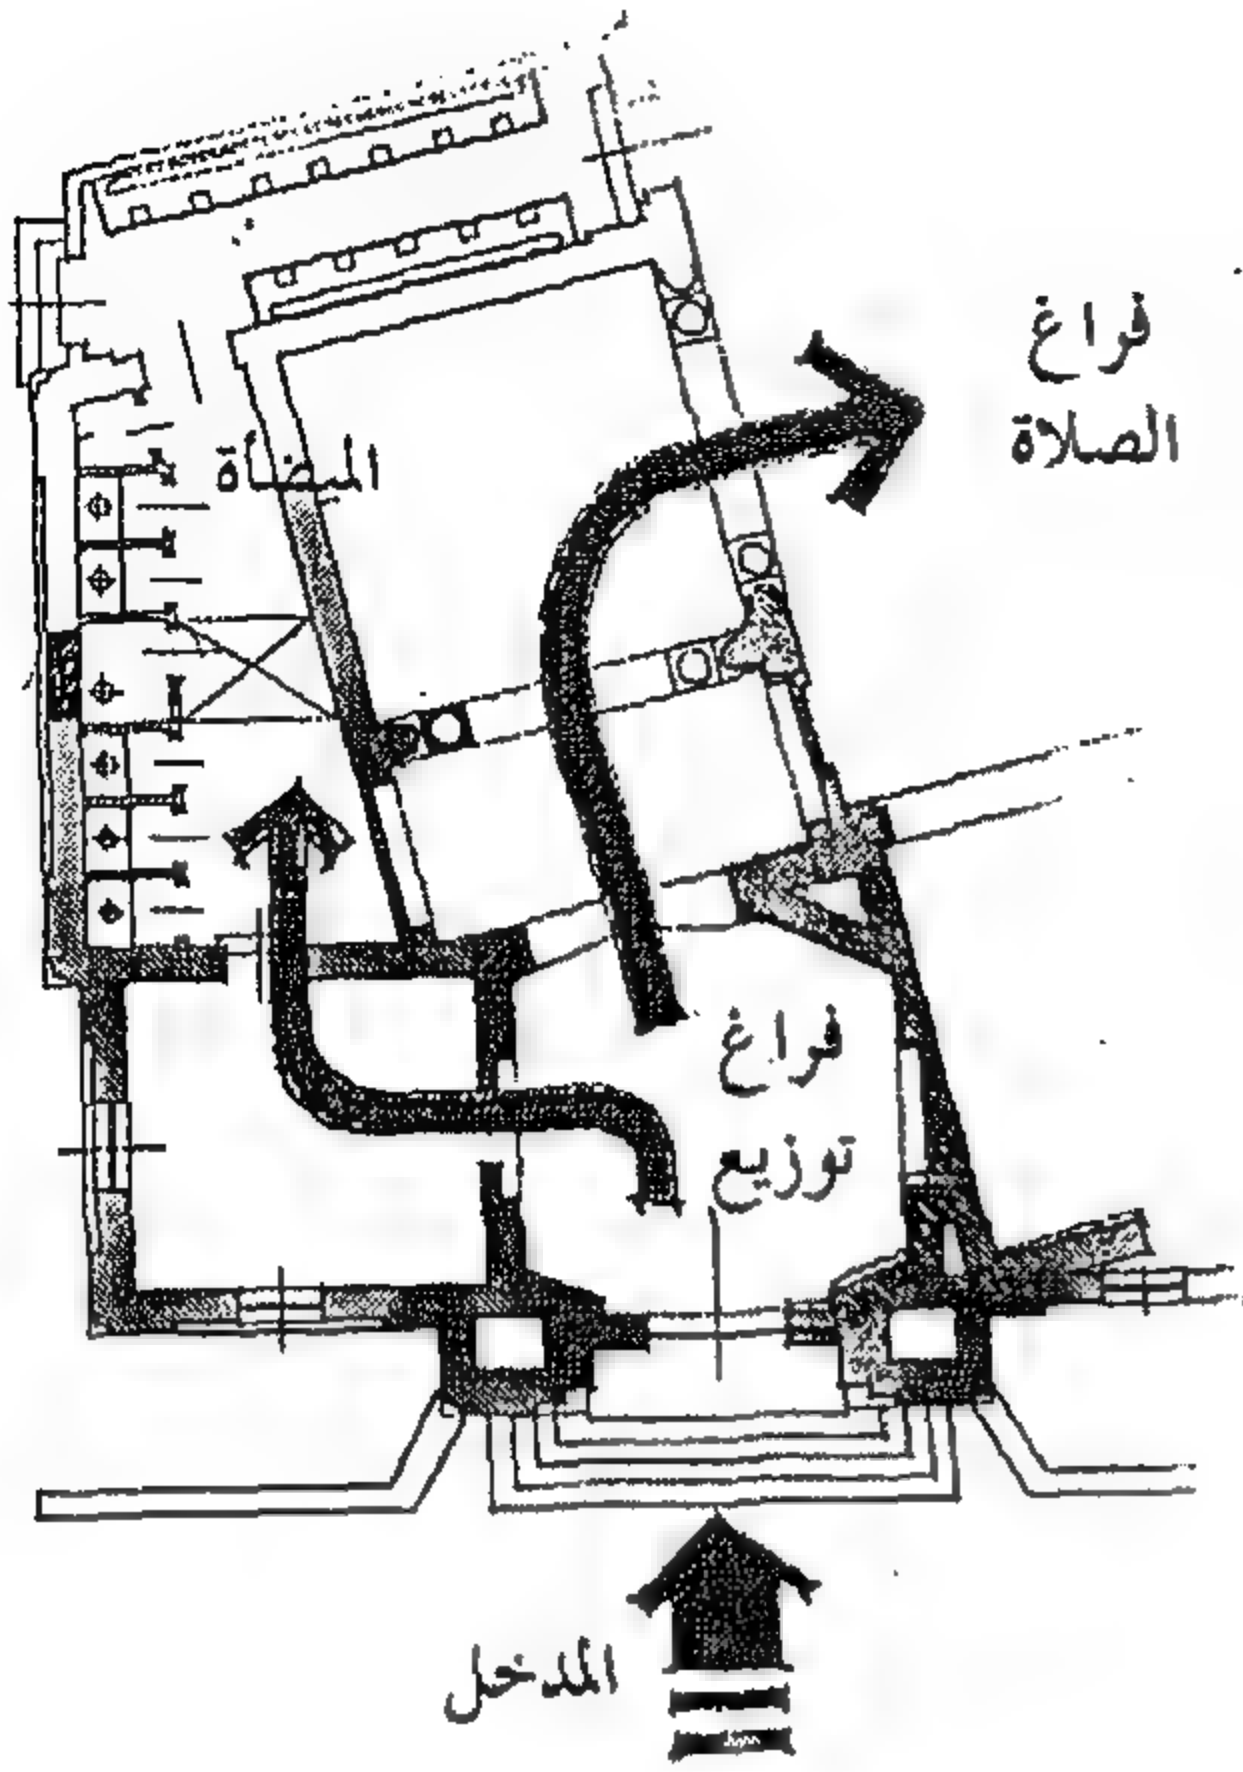 فراغ
الصلاة
الميضأة
فراغ
توزيع
المدخل